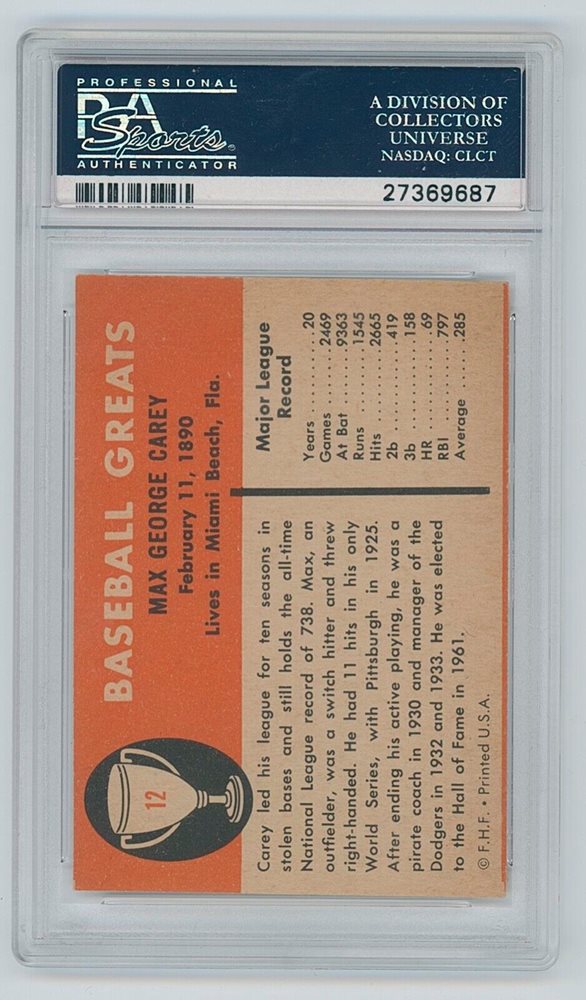 PROFESSIONAL
PSA
Sports®
AUTHENTICATOR
A DIVISION OF
COLLECTORS
UNIVERSE
NASDAQ: CLCT
27369687
12
BASEBALL GREATS
MAX GEORGE CAREY
February 11, 1890
Lives in Miami Beach, Fla.
Carey led his league for ten seasons in
stolen bases and still holds the all-time
National League record of 738. Max, an
outfielder, was a switch hitter and threw
right-handed. He had 11 hits in his only
World Series, with Pittsburgh in 1925.
After ending his active playing, he was a
pirate coach in 1930 and manager of the
Dodgers in 1932 and 1933. He was elected
to the Hall of Fame in 1961.
© F.H.F. • Printed U.S.A.
Major League
Record
Years ........ 20
Games ...... 2469
At Bat ...... 9363
Runs ........ 1545
Hits ......... 2665
2b .......... 419
3b .......... 158
HR .......... 69
RBI ......... 797
Average ..... .285